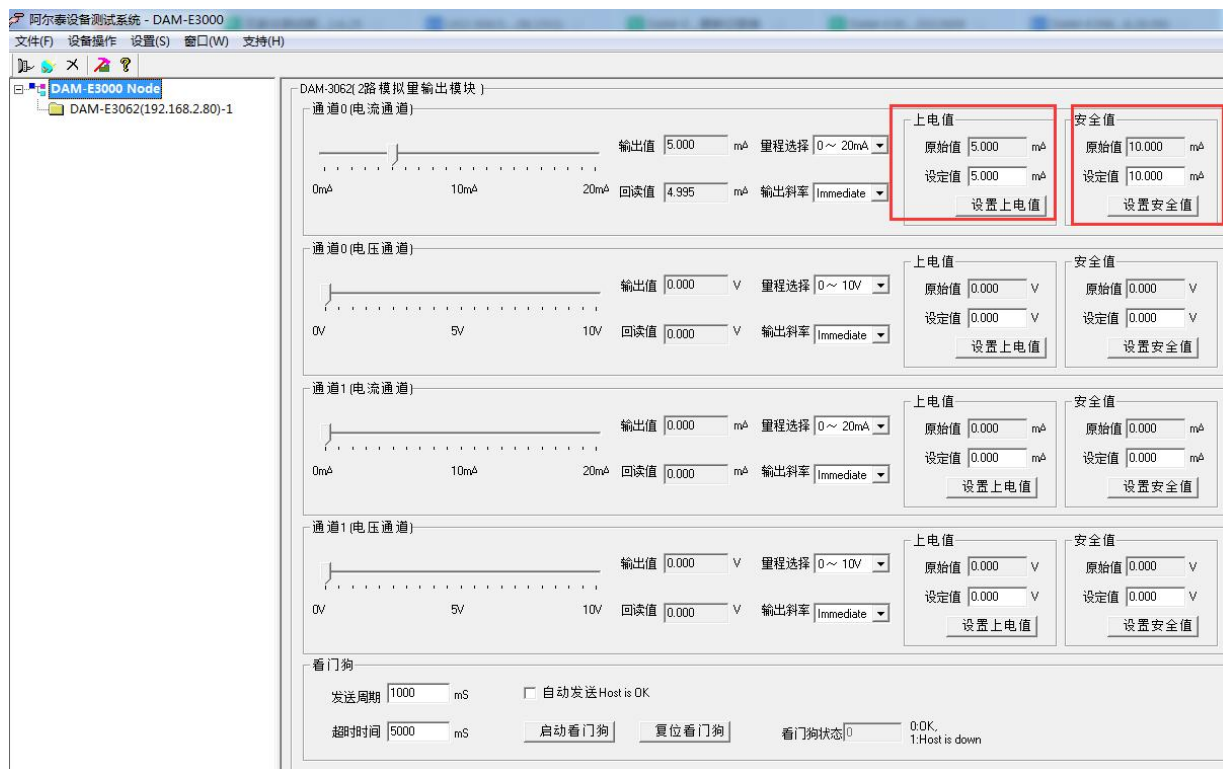 阿尔泰设备测试系统 - DAM-E3000
文件(F) 设备操作 设置(S) 窗口(W) 支持(H)
DAM-E3000 Node
DAM-E3062(192.168.2.80)-1
DAM-3062( 2路模拟量输出模块 )
通道0(电流通道)
0mA 10mA 20mA
输出值 5.000 mA 量程选择 0～ 20mA
回读值 4.995 mA 输出斜率 Immediate
上电值
原始值 5.000 mA
设定值 5.000 mA
设置上电值
安全值
原始值 10.000 mA
设定值 10.000 mA
设置安全值
通道0(电压通道)
0V 5V 10V
输出值 0.000 V 量程选择 0～ 10V
回读值 0.000 V 输出斜率 Immediate
上电值
原始值 0.000 V
设定值 0.000 V
设置上电值
安全值
原始值 0.000 V
设定值 0.000 V
设置安全值
通道1(电流通道)
0mA 10mA 20mA
输出值 0.000 mA 量程选择 0～ 20mA
回读值 0.000 mA 输出斜率 Immediate
上电值
原始值 0.000 mA
设定值 0.000 mA
设置上电值
安全值
原始值 0.000 mA
设定值 0.000 mA
设置安全值
通道1(电压通道)
0V 5V 10V
输出值 0.000 V 量程选择 0～ 10V
回读值 0.000 V 输出斜率 Immediate
上电值
原始值 0.000 V
设定值 0.000 V
设置上电值
安全值
原始值 0.000 V
设定值 0.000 V
设置安全值
看门狗
发送周期 1000 mS 自动发送Host is OK
超时时间 5000 mS 启动看门狗 复位看门狗 看门狗状态 0
0:OK,
1:Host is down